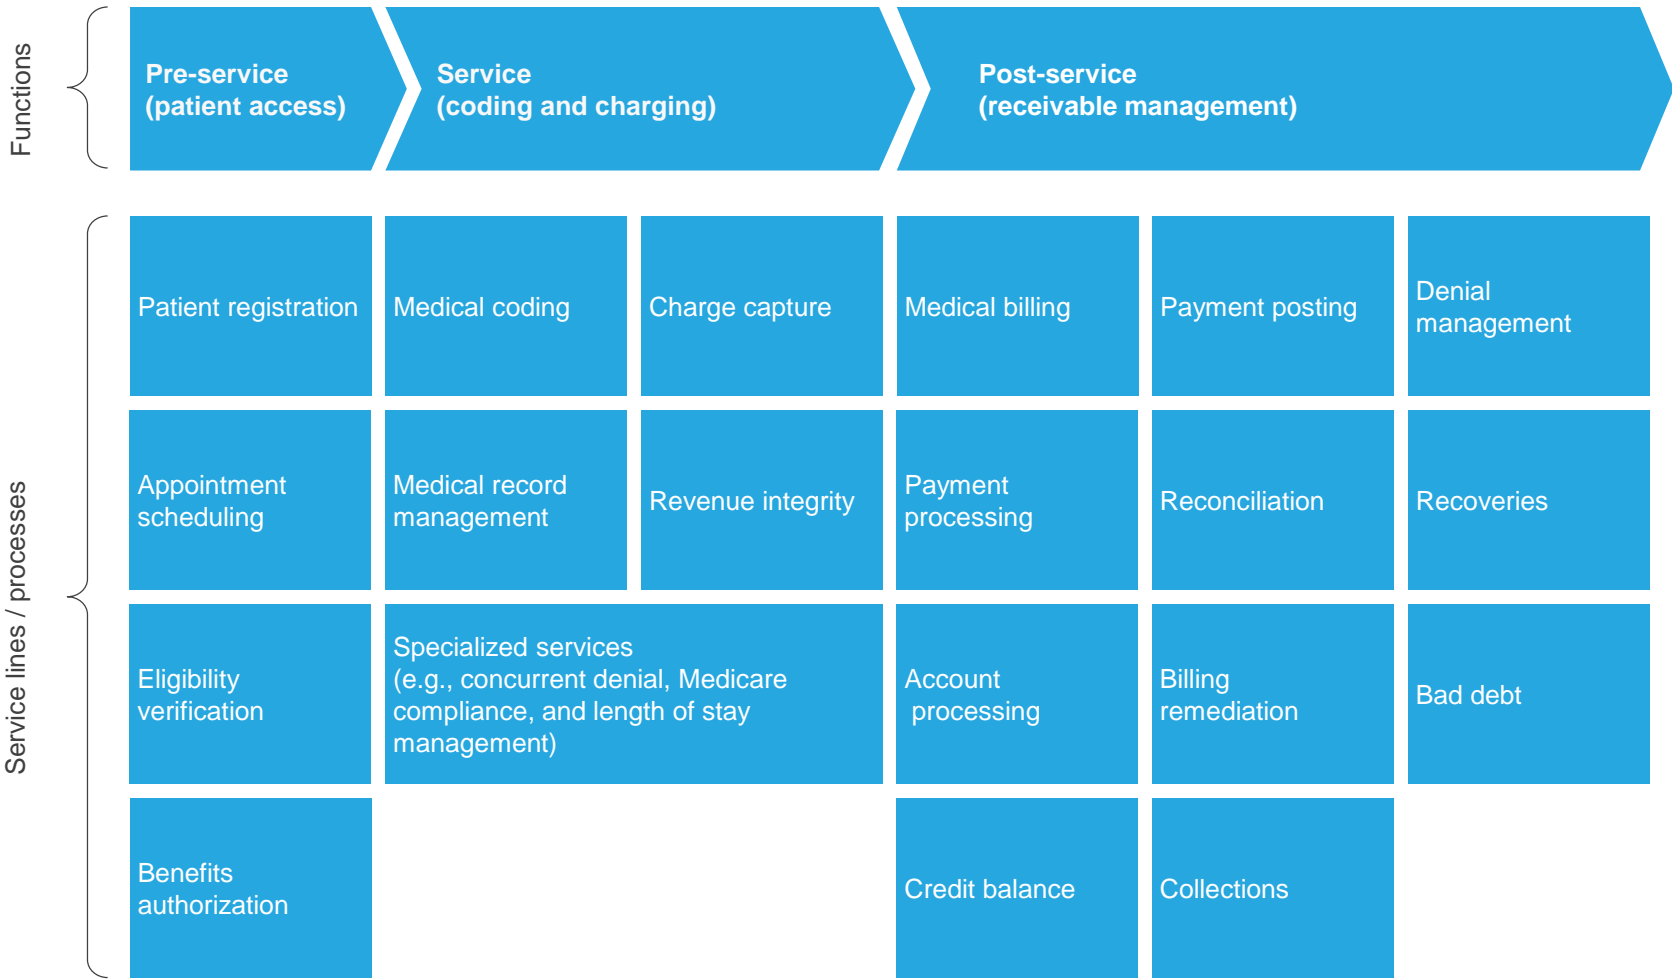 Functions
Pre-service
(patient access)
Service
(coding and charging)
Post-service
(receivable management)
Service lines / processes
Patient registration
Medical coding
Charge capture
Medical billing
Payment posting
Denial
management
Appointment
scheduling
Medical record
management
Revenue integrity
Payment
processing
Reconciliation
Recoveries
Eligibility
verification
Specialized services
(e.g., concurrent denial, Medicare
compliance, and length of stay
management)
Account
processing
Billing
remediation
Bad debt
Benefits
authorization
Credit balance
Collections